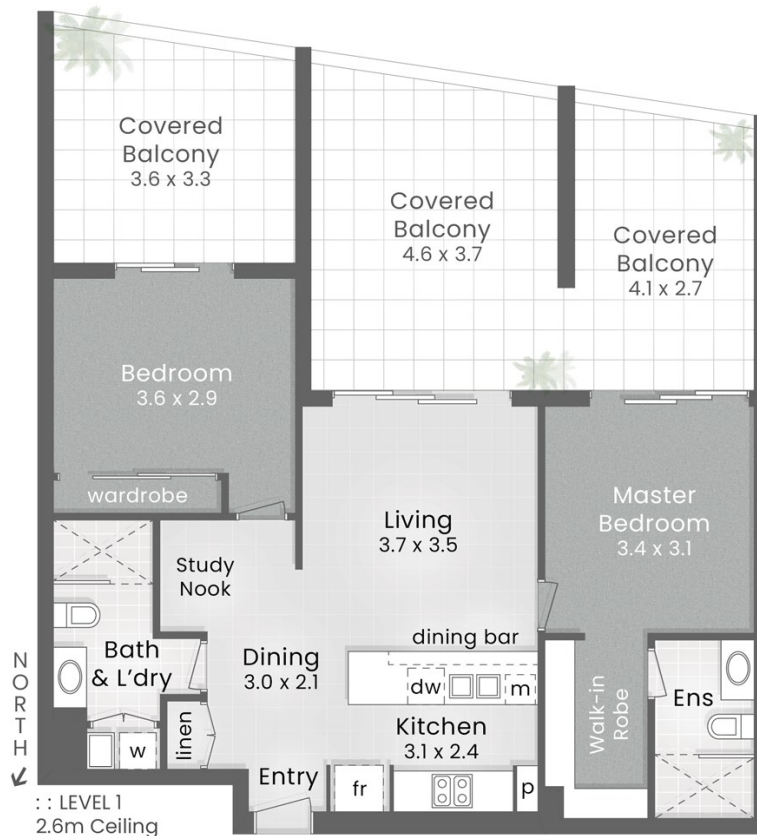 Covered
Balcony
3.6 x 3.3
Covered
Balcony
4.6 x 3.7
Covered
Balcony
4.1 x 2.7
Bedroom
3.6 x 2.9
wardrobe
Living
3.7 x 3.5
Master
Bedroom
3.4 x 3.1
Study
Nook
dining bar
Bath
& L'dry
Dining
3.0 x 2.1
dw
m
Kitchen
3.1 x 2.4
Walk-in
Robe
Ens
linen
w
Entry
fr
p
NORTH
: : LEVEL 1
2.6m Ceiling